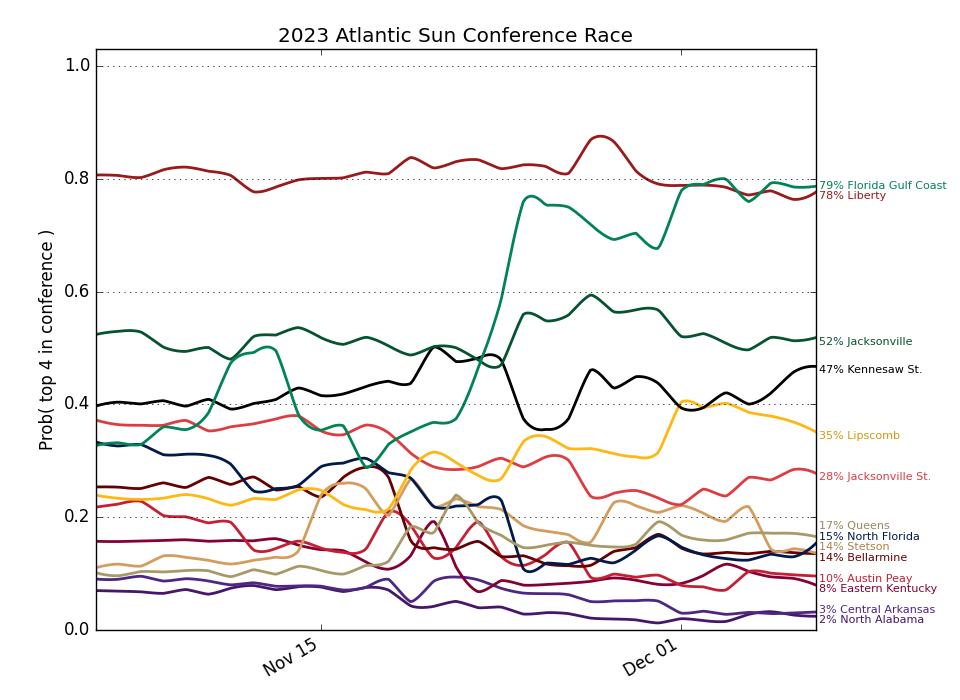 2023 Atlantic Sun Conference Race
Prob( top 4 in conference )
1.0
0.8
0.6
0.4
0.2
0.0
Nov 15
Dec 01
79% Florida Gulf Coast
78% Liberty
52% Jacksonville
47% Kennesaw St.
35% Lipscomb
28% Jacksonville St.
17% Queens
15% North Florida
14% Stetson
14% Bellarmine
10% Austin Peay
8% Eastern Kentucky
3% Central Arkansas
2% North Alabama